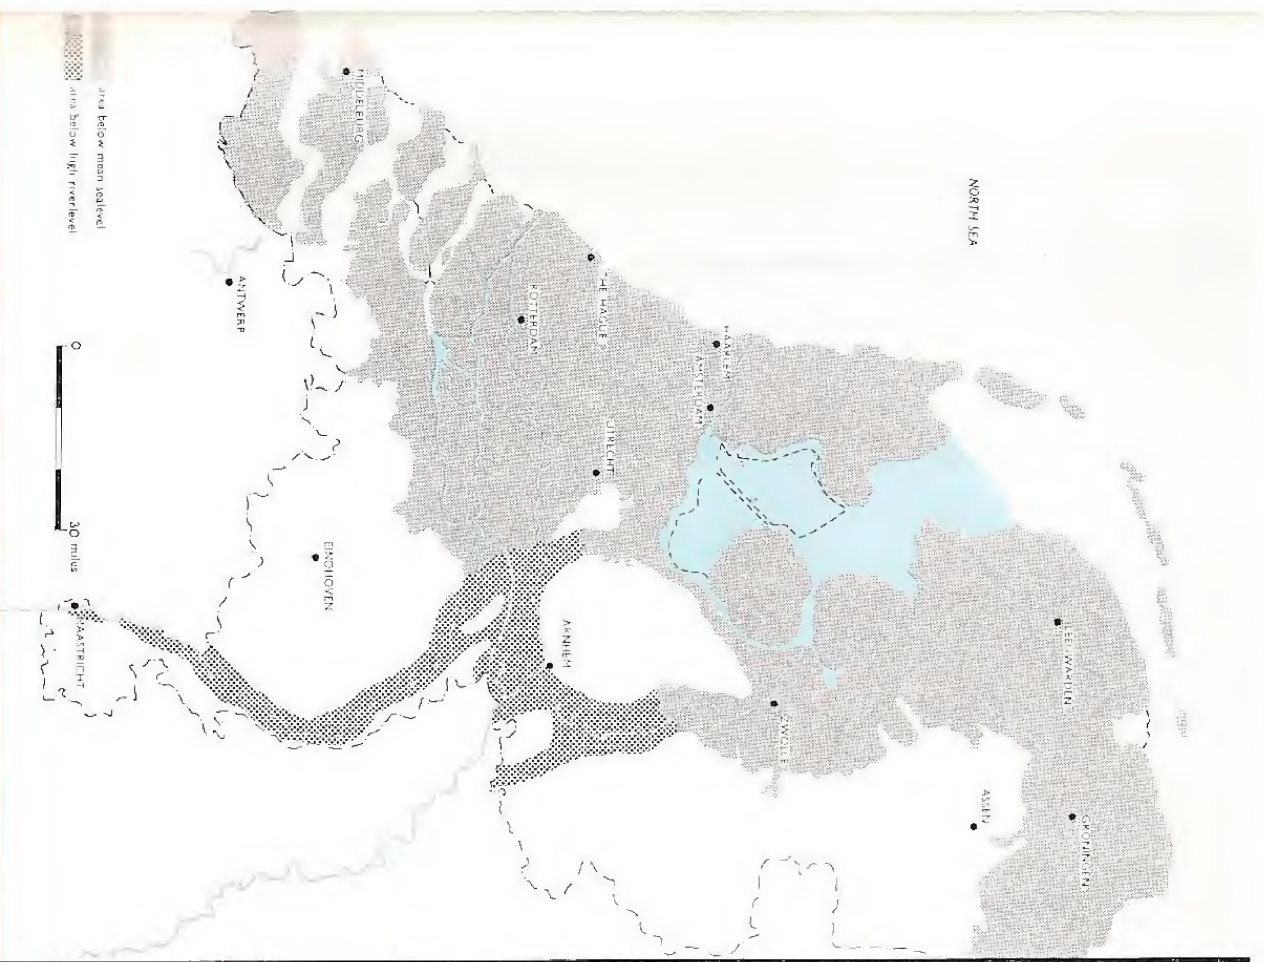 NORTH SEA
LEEUWARDEN
GRONINGEN
ASSEN
HAARLEM
AMSTERDAM
ZWOLLE
THE HAGUE
UTRECHT
ROTTERDAM
ARNHEM
MIDDELBURG
EINDHOVEN
ANTWERP
MAASTRICHT
area below mean sealevel
area below high riverlevel
0
30 miles